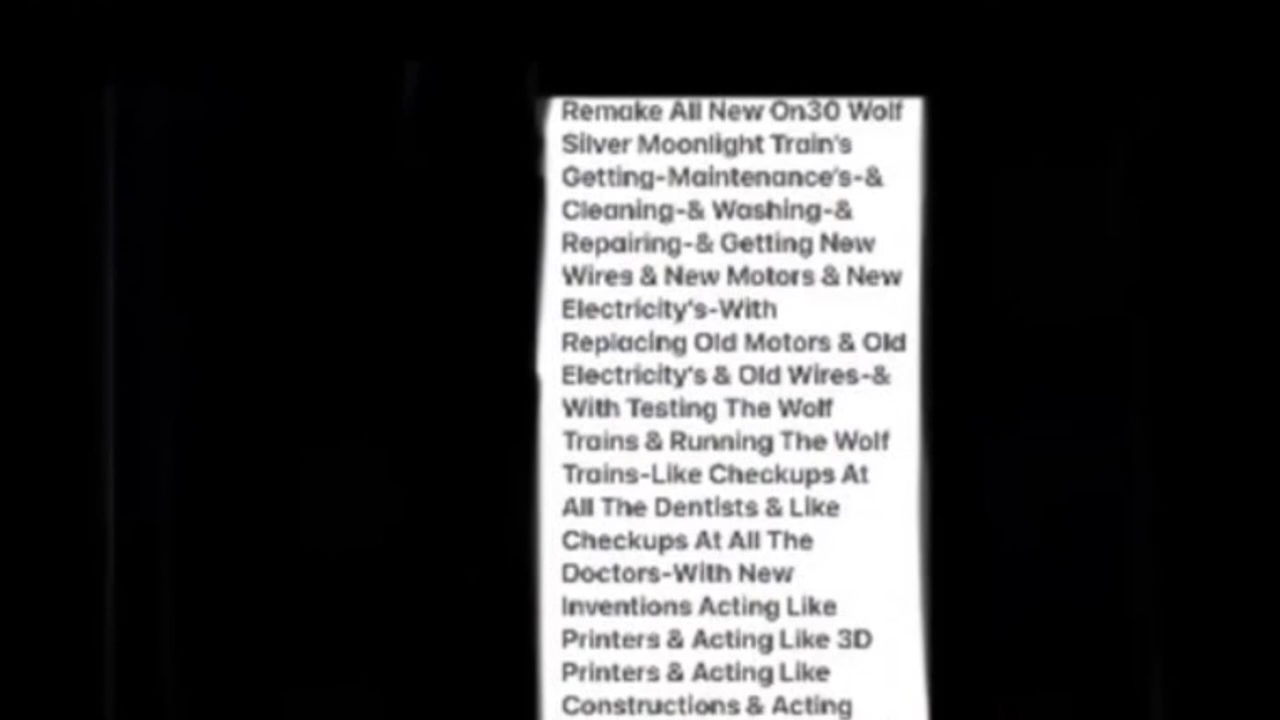 Remake All New On30 Wolf
Silver Moonlight Train's
Getting-Maintenance's-&
Cleaning-& Washing-&
Repairing-& Getting New
Wires & New Motors & New
Electricity's-With
Replacing Old Motors & Old
Electricity's & Old Wires-&
With Testing The Wolf
Trains & Running The Wolf
Trains-Like Checkups At
All The Dentists & Like
Checkups At All The
Doctors-With New
Inventions Acting Like
Printers & Acting Like 3D
Printers & Acting Like
Constructions & Acting